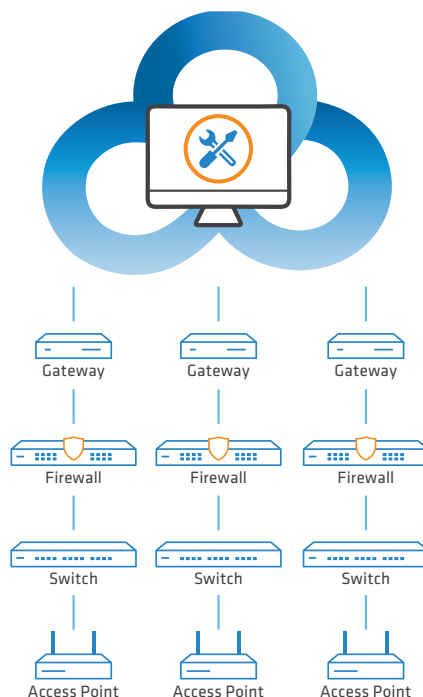 Gateway Gateway Gateway
Firewall Firewall Firewall
Switch Switch Switch
Access Point Access Point Access Point